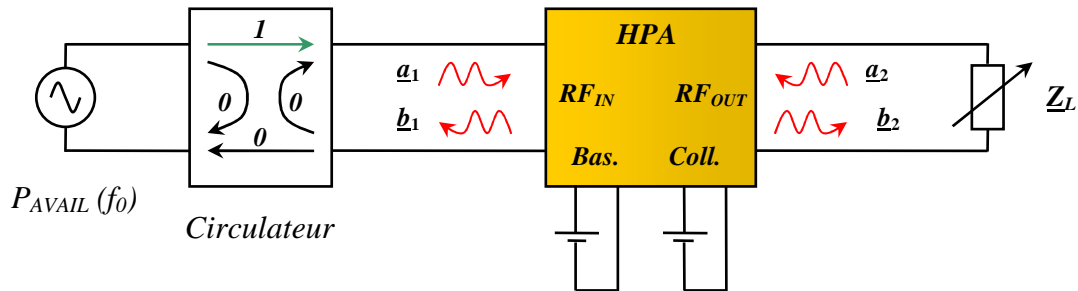 1
0
0
0
HPA
a1
b1
RFIN
RFOUT
a2
b2
ZL
Bas.
Coll.
PAVAIL (f0)
Circulateur